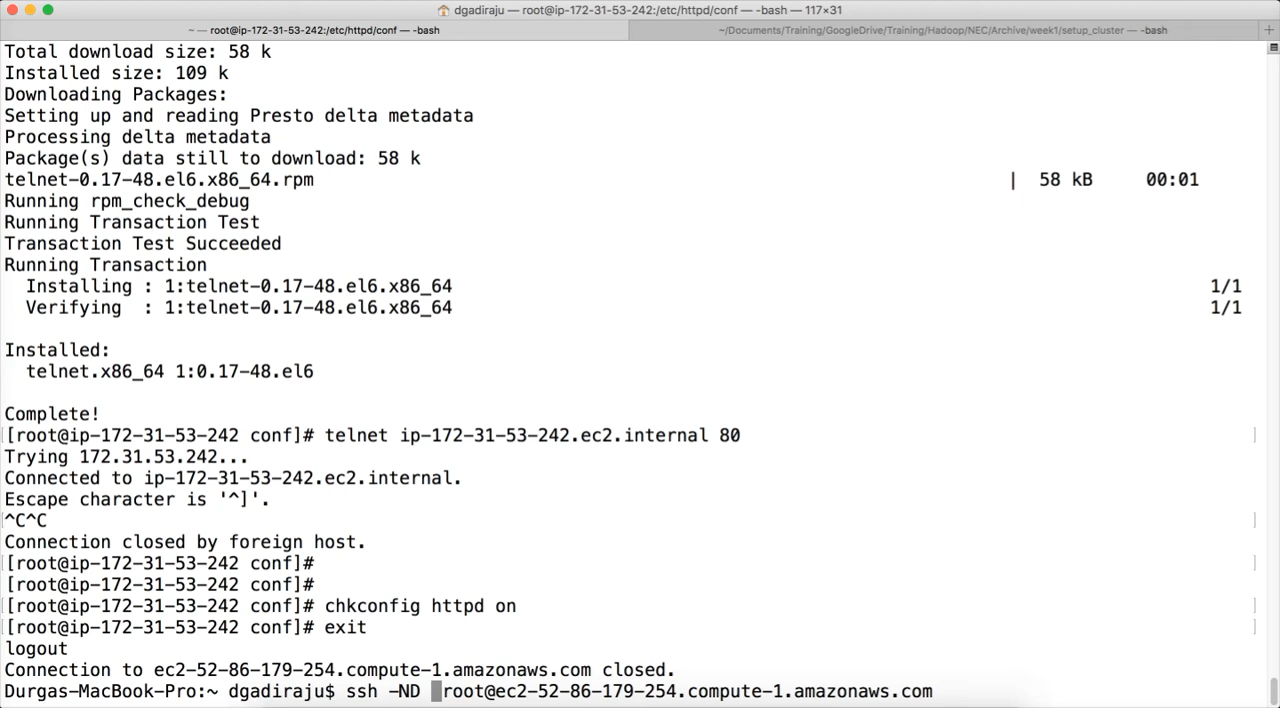 dgadiraju — root@ip-172-31-53-242:/etc/httpd/conf — -bash — 117×31
~ — root@ip-172-31-53-242:/etc/httpd/conf — -bash
~/Documents/Training/GoogleDrive/Training/Hadoop/NEC/Archive/week1/setup_cluster — -bash
Total download size: 58 k
Installed size: 109 k
Downloading Packages:
Setting up and reading Presto delta metadata
Processing delta metadata
Package(s) data still to download: 58 k
telnet-0.17-48.el6.x86_64.rpm | 58 kB 00:01
Running rpm_check_debug
Running Transaction Test
Transaction Test Succeeded
Running Transaction
Installing : 1:telnet-0.17-48.el6.x86_64 1/1
Verifying : 1:telnet-0.17-48.el6.x86_64 1/1
Installed:
telnet.x86_64 1:0.17-48.el6
Complete!
[root@ip-172-31-53-242 conf]# telnet ip-172-31-53-242.ec2.internal 80
Trying 172.31.53.242...
Connected to ip-172-31-53-242.ec2.internal.
Escape character is '^]'.
^C^C
Connection closed by foreign host.
[root@ip-172-31-53-242 conf]#
[root@ip-172-31-53-242 conf]#
[root@ip-172-31-53-242 conf]# chkconfig httpd on
[root@ip-172-31-53-242 conf]# exit
logout
Connection to ec2-52-86-179-254.compute-1.amazonaws.com closed.
Durgas-MacBook-Pro:~ dgadiraju$ ssh -ND root@ec2-52-86-179-254.compute-1.amazonaws.com